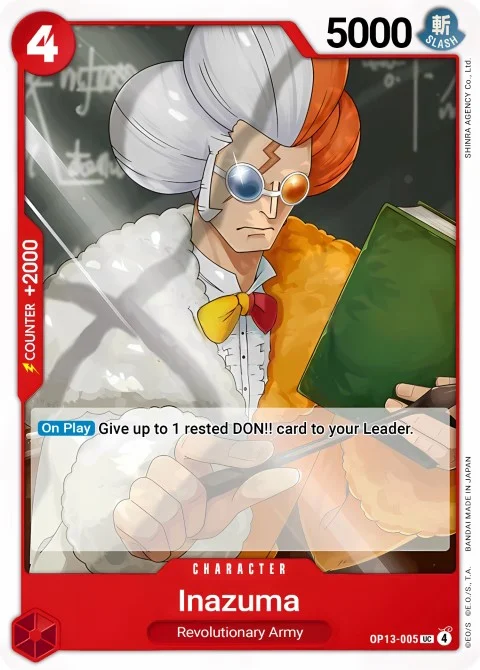 4
5000
斬
SLASH
SHINRA AGENCY Co., Ltd.
COUNTER +2000
On Play Give up to 1 rested DON!! card to your Leader.
CHARACTER
Inazuma
Revolutionary Army
OP13-005 UC 4
©EO/S ©E.O./S., T.A. BANDAI MADE IN JAPAN